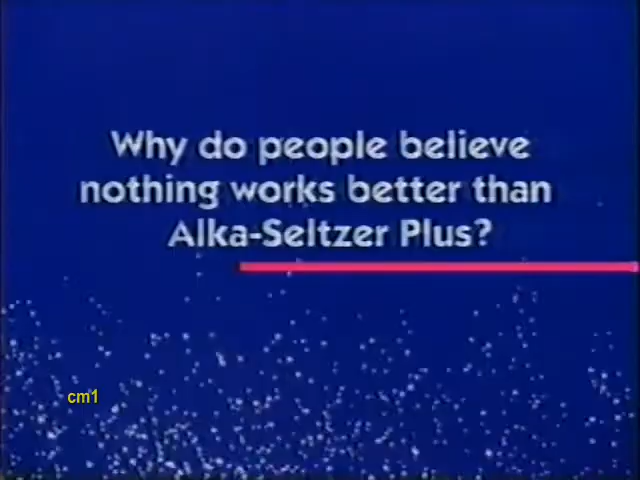 Why do people believe
nothing works better than
Alka-Seltzer Plus?
cm1